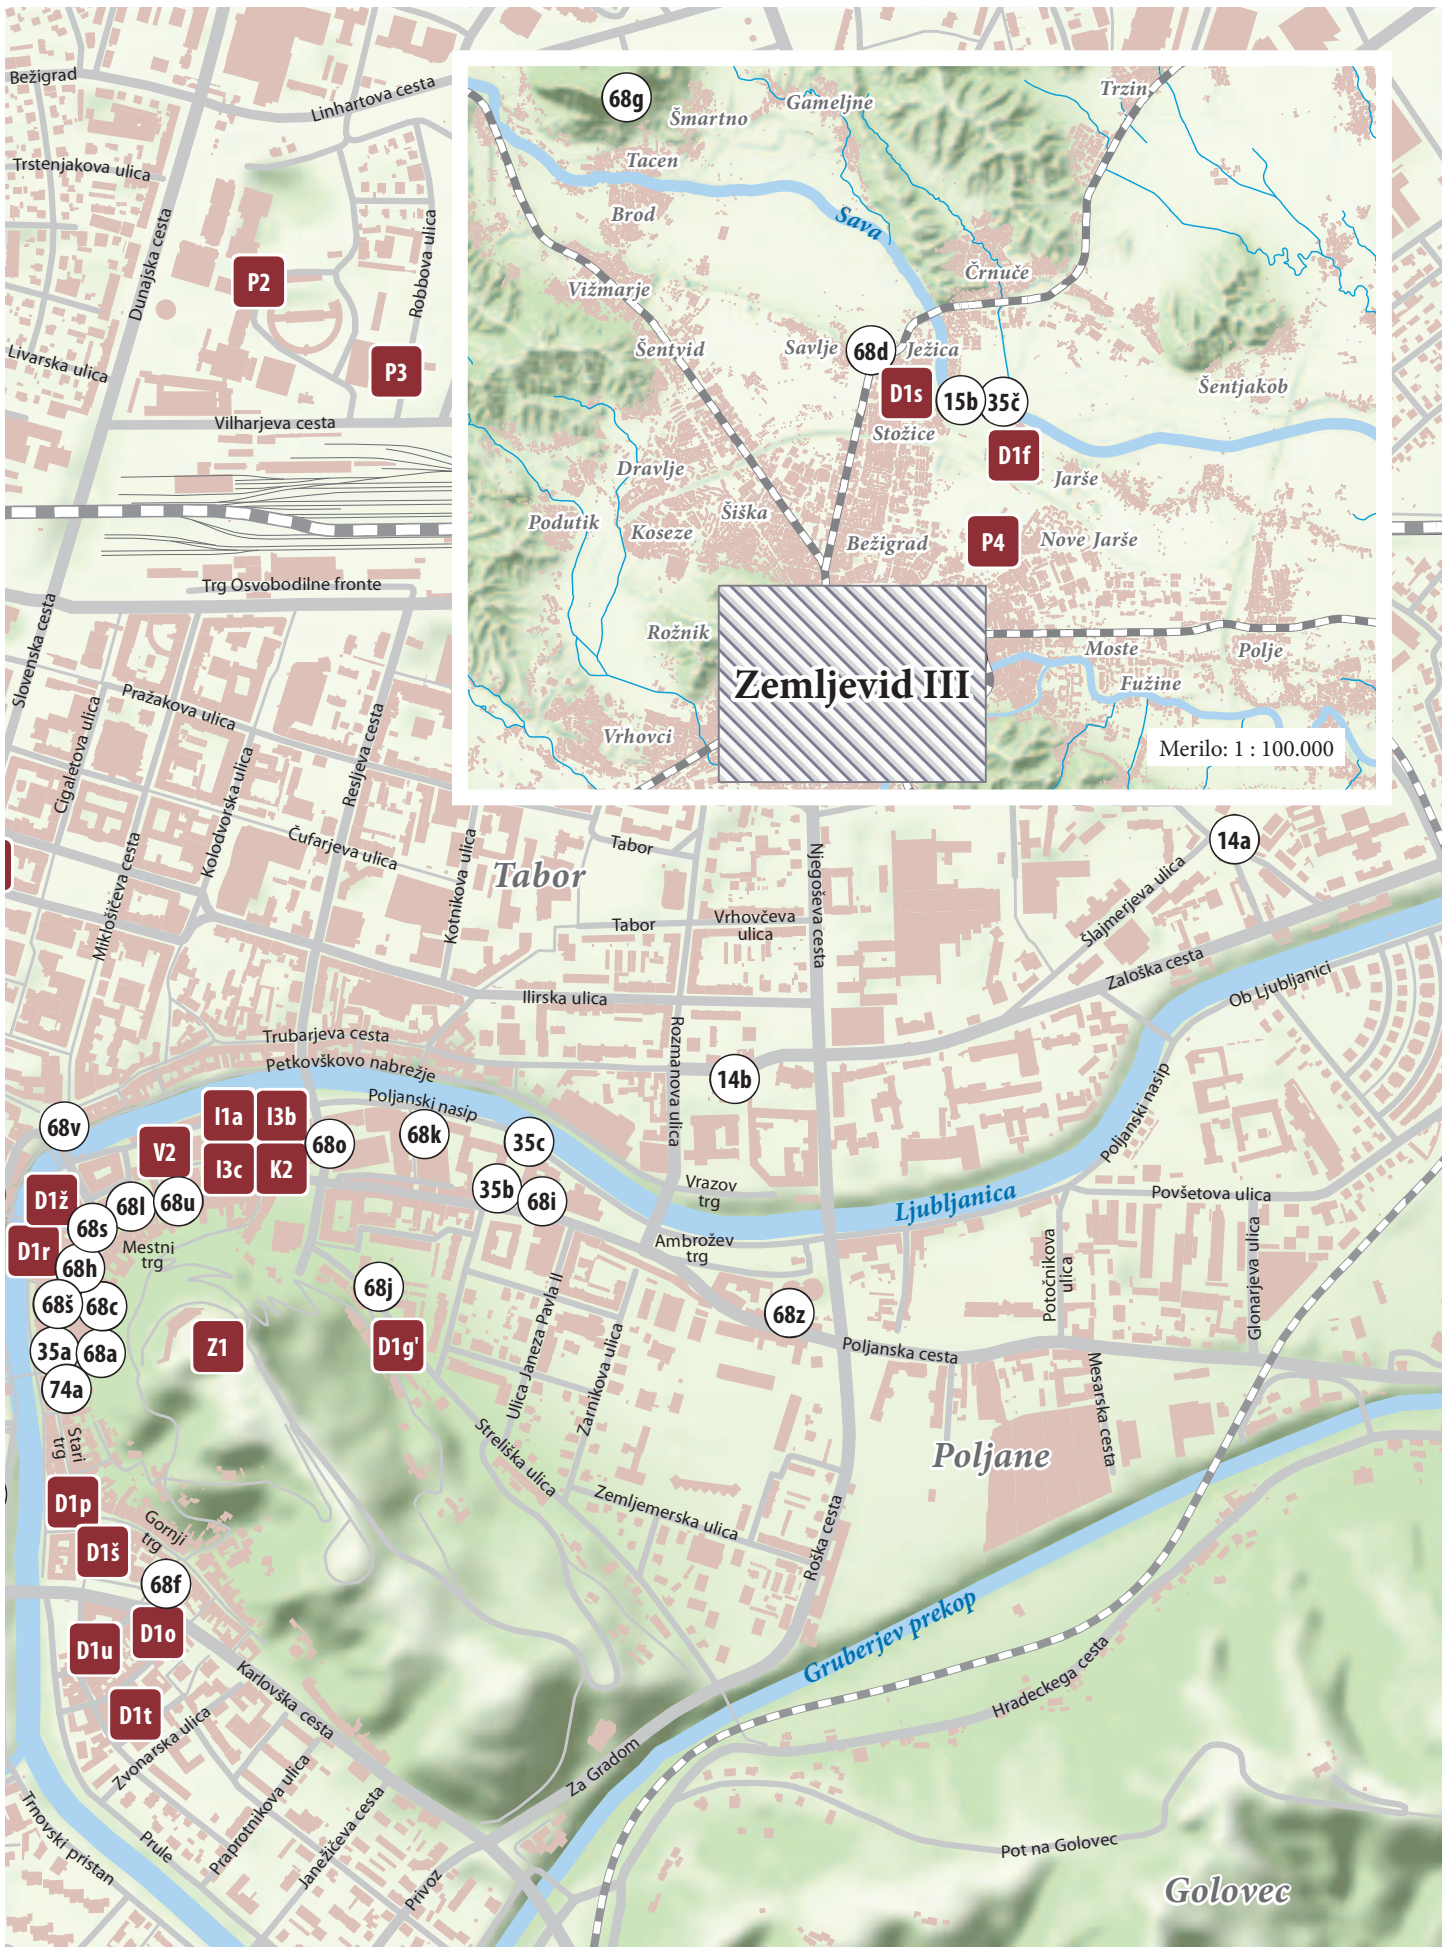 Bežigrad
Linhartova cesta
Trstenjakova ulica
Dunajska cesta
Robbova ulica
P2
P3
Livarska ulica
Vilharjeva cesta
Trg Osvobodilne fronte
68g
Šmartno
Gameljne
Trzin
Tacen
Brod
Sava
Vižmarje
Črnuče
Šentvid
Savlje
68d
Ježica
D1s
15b
35č
Šentjakob
Stožice
D1f
Dravlje
Jarše
Podutik
Koseze
Šiška
Bežigrad
P4
Nove Jarše
Rožnik
Moste
Polje
Zemljevid III
Fužine
Vrhovci
Merilo: 1 : 100.000
Slovenska cesta
Cigaletova ulica
Pražakova ulica
Resljeva cesta
Kolodvorska ulica
Čufarjeva ulica
Miklošičeva cesta
Kotnikova ulica
Tabor
Tabor
Tabor
Vrhovčeva
ulica
Njegoševa cesta
14a
Šlajmerjeva ulica
Zaloška cesta
Ob Ljubljanici
Ilirska ulica
Trubarjeva cesta
Petkovškovo nabrežje
Poljanski nasip
Rozmanova ulica
14b
Poljanski nasip
68v
I1a
I3b
V2
I3c
K2
68o
68k
35c
35b
68i
D1ž
68l
68u
68s
D1r
Mestni
trg
68h
68š
68c
35a
68a
74a
Z1
68j
D1g'
Vrazov
trg
Ljubljanica
Povšetova ulica
Ambrožev
trg
68z
Potočnikova
ulica
Glonarjeva ulica
Poljanska cesta
Mesarska cesta
Ulica Janeza Pavla II
Zarnikova ulica
Streliška ulica
Poljane
Stari
trg
D1p
Gornji
trg
D1š
68f
D1o
D1u
D1t
Zemljemerska ulica
Roška cesta
Gruberjev prekop
Hradeckega cesta
Karlovška cesta
Zvonarska ulica
Za Gradom
Praprotnikova ulica
Janežičeva cesta
Prule
Privoz
Trnovski pristan
Pot na Golovec
Golovec